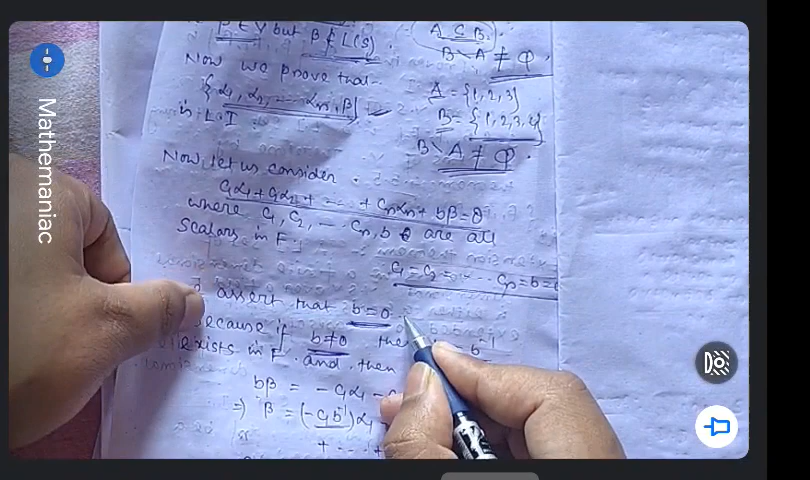 β ∈ V but β ∉ L(S).
Now we prove that
{α₁, α₂, --- αₙ, β}
is L.I
A ⊆ B.
B \ A ≠ φ.
A = {1, 2, 3}
B = {1, 2, 3, 4}
B \ A ≠ φ.
Now, let us consider
C₁α₁ + C₂α₂ + --- + Cₙαₙ + bβ = θ
where C₁, C₂, --- Cₙ, b are all
scalars in F.
C₁ = C₂ = --- Cₙ = b = 0
I assert that b = 0.
Because if b ≠ 0 then b⁻¹
exists in F and then
bβ = -C₁α₁ -
⇒ β = (-C₁b⁻¹)α₁
+ --- +
Mathemaniac